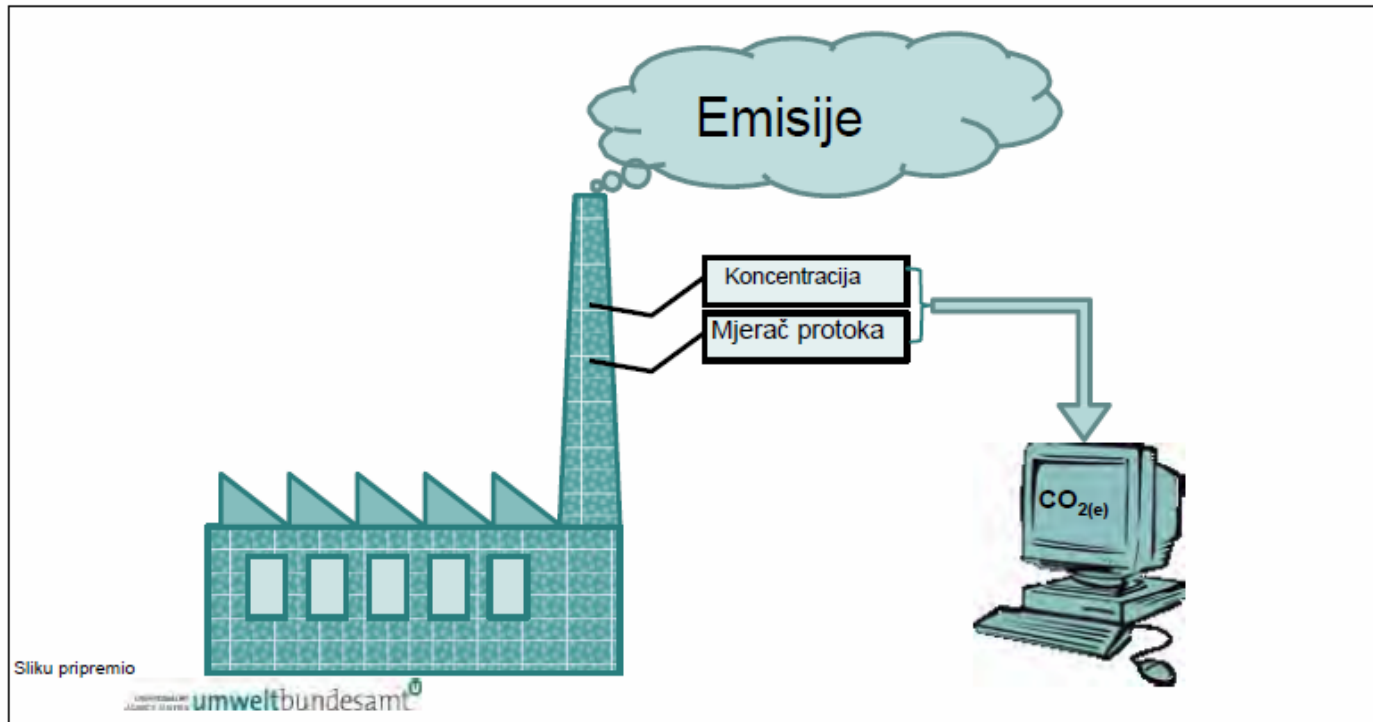 Emisije
Koncentracija
Mjerač protoka
CO2(e)
Sliku pripremio
umweltbundesamt